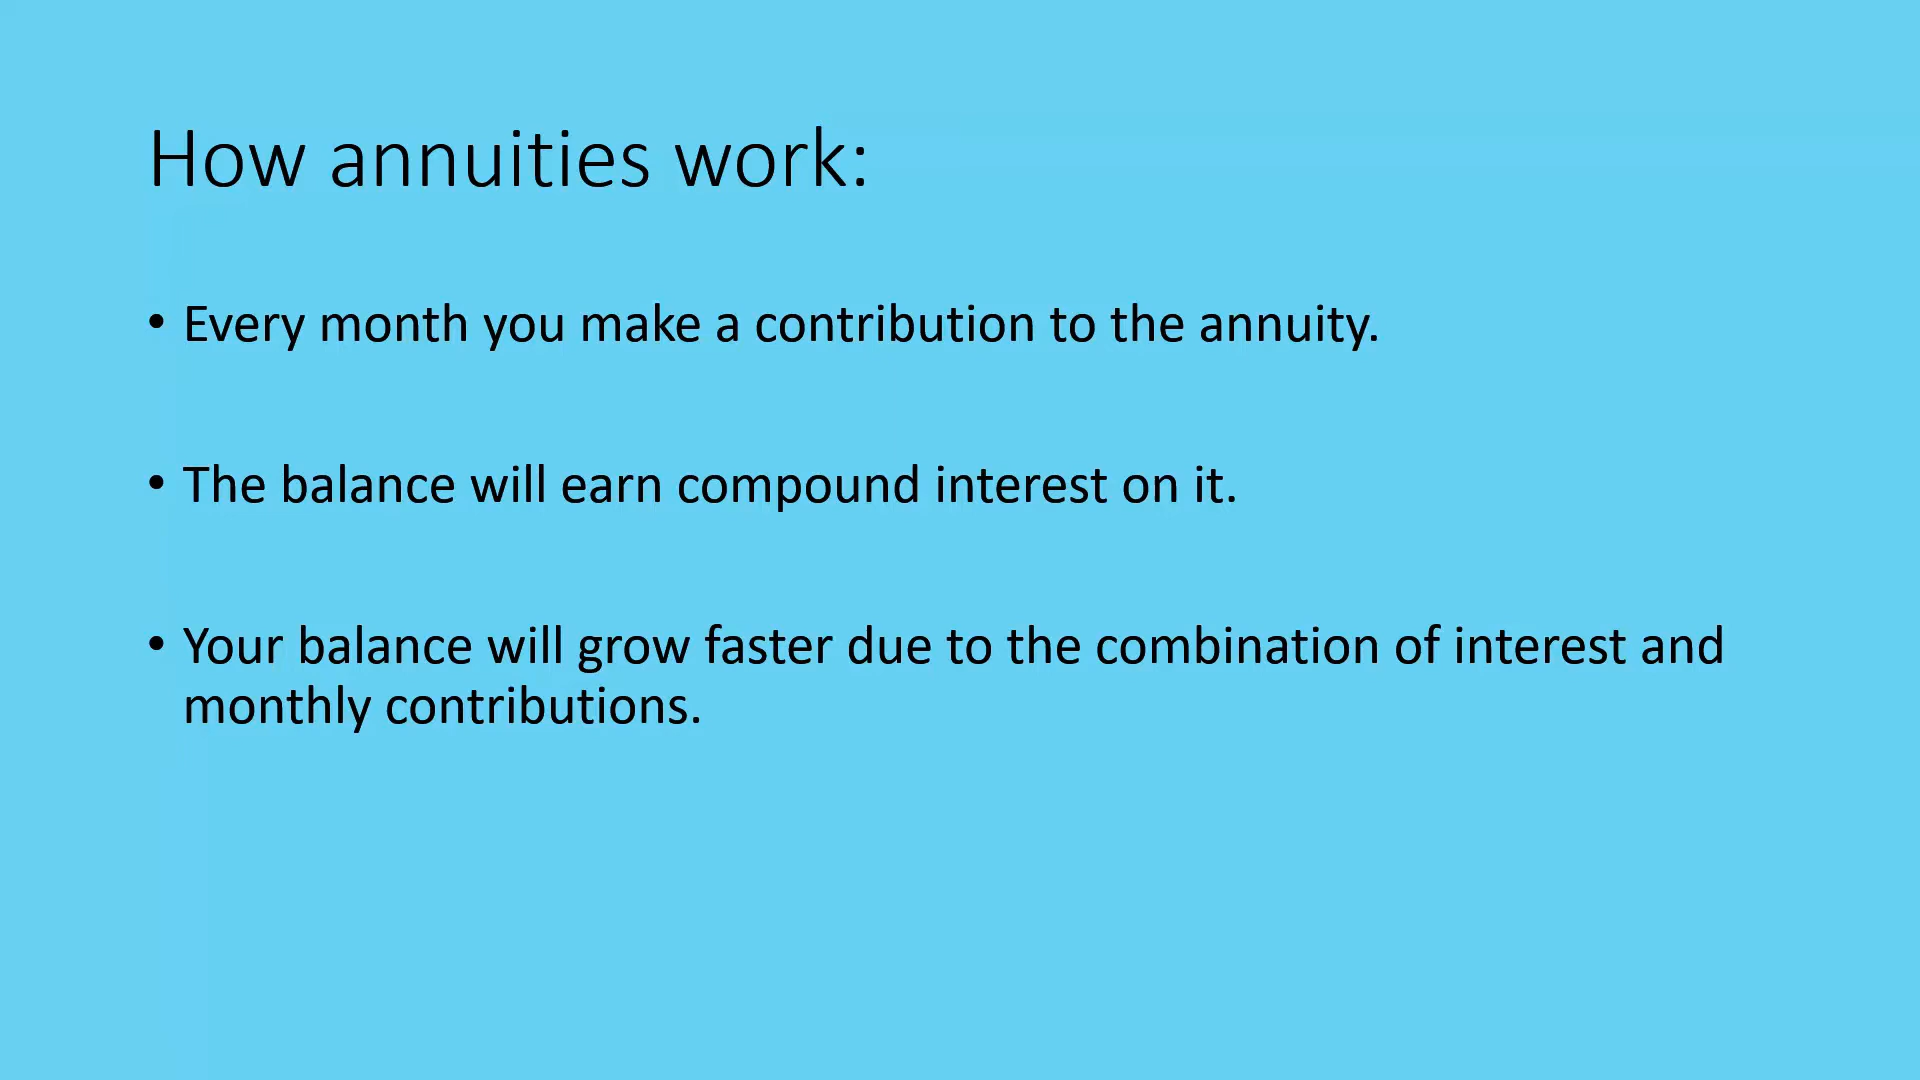 How annuities work:
• Every month you make a contribution to the annuity.
• The balance will earn compound interest on it.
• Your balance will grow faster due to the combination of interest and
monthly contributions.